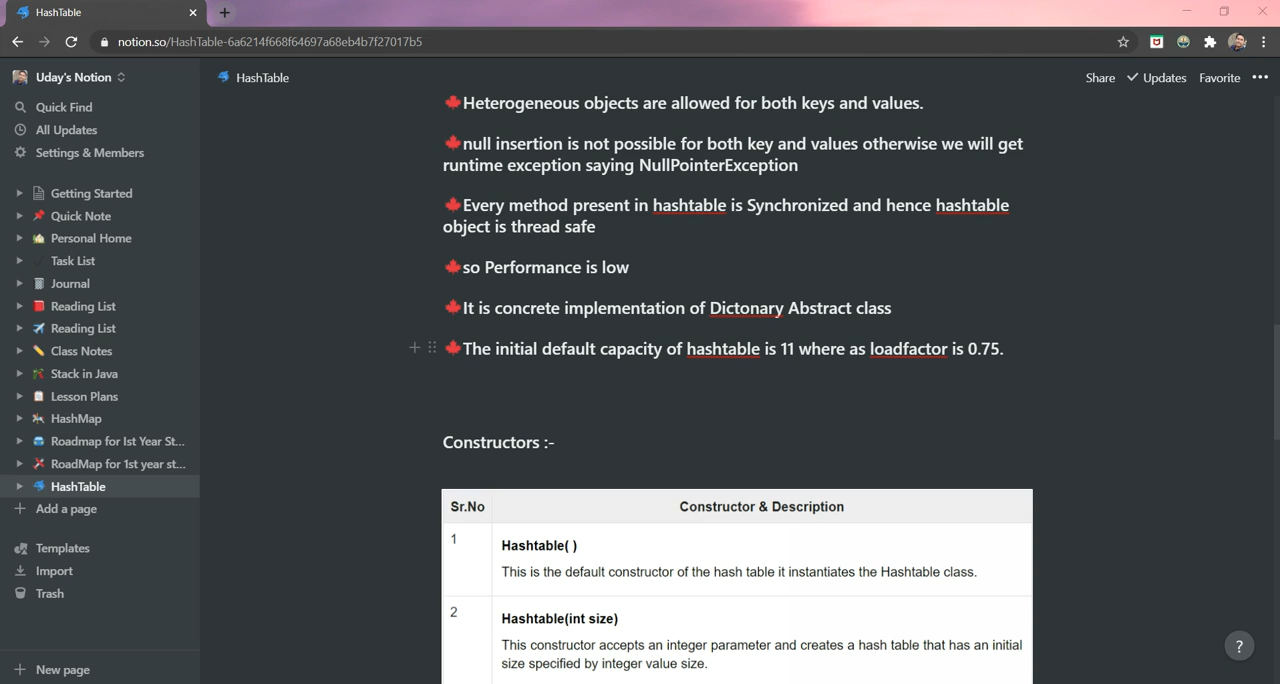 HashTable
notion.so/HashTable-6a6214f668f64697a68eb4b7f27017b5
Uday's Notion
HashTable
Share
Updates
Favorite
Quick Find
All Updates
Settings & Members
Getting Started
Quick Note
Personal Home
Task List
Journal
Reading List
Reading List
Class Notes
Stack in Java
Lesson Plans
HashMap
Roadmap for Ist Year St...
RoadMap for 1st year st...
HashTable
Add a page
Templates
Import
Trash
New page
Heterogeneous objects are allowed for both keys and values.
null insertion is not possible for both key and values otherwise we will get
runtime exception saying NullPointerException
Every method present in hashtable is Synchronized and hence hashtable
object is thread safe
so Performance is low
It is concrete implementation of Dictonary Abstract class
The initial default capacity of hashtable is 11 where as loadfactor is 0.75.
Constructors :-
Sr.No Constructor & Description
1 Hashtable( )
This is the default constructor of the hash table it instantiates the Hashtable class.
2 Hashtable(int size)
This constructor accepts an integer parameter and creates a hash table that has an initial
size specified by integer value size.
?